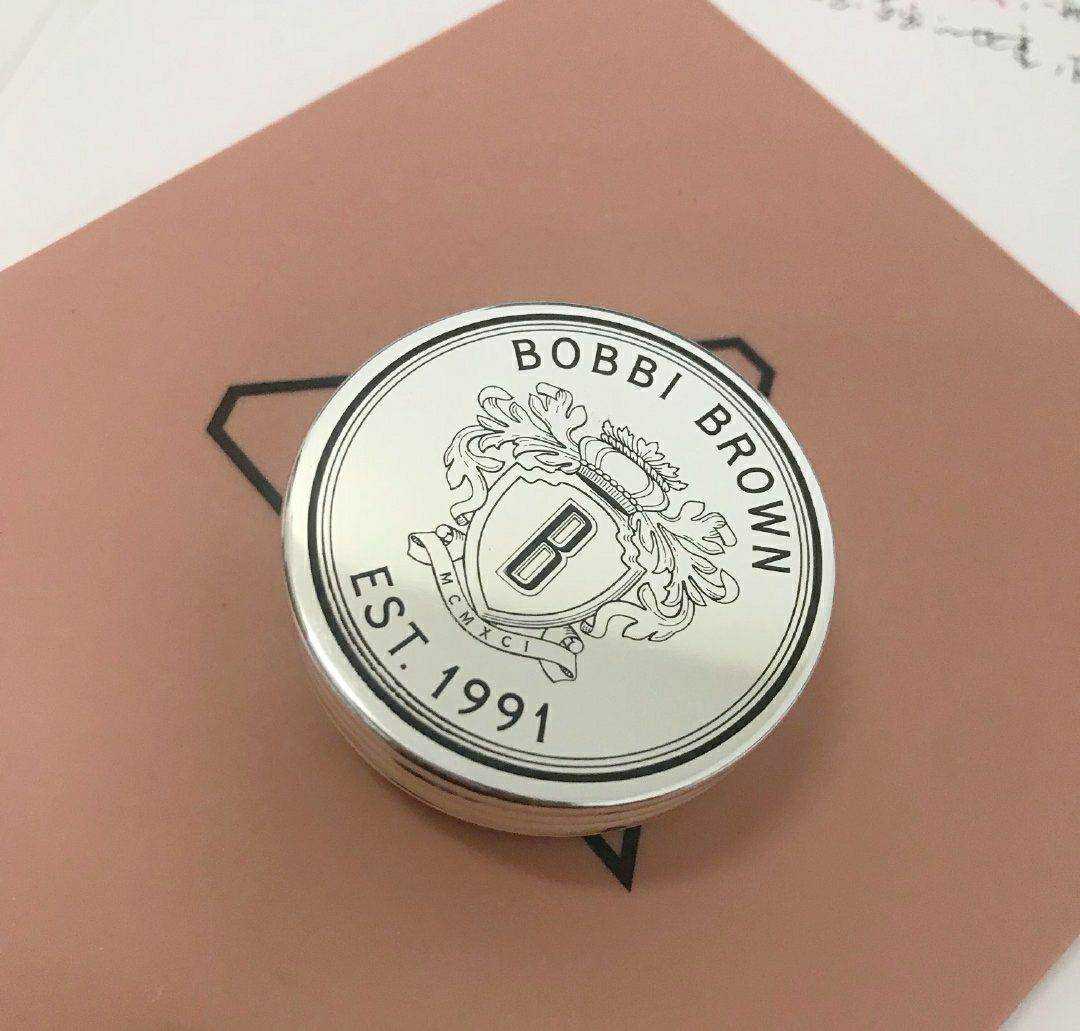 BOBBI BROWN
B
MCMXCI
EST. 1991